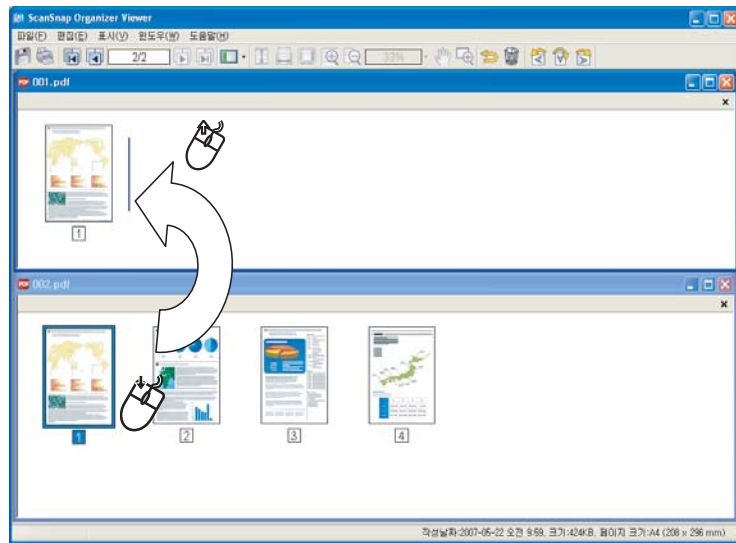 ScanSnap Organizer Viewer
파일(F) 편집(E) 표시(V) 윈도우(W) 도움말(H)
2/2 33%
001.pdf
1
002.pdf
1 2 3 4
작성날짜:2007-05-22 오전 9:59, 크기:424KB, 페이지 크기:A4 (208 x 296 mm)